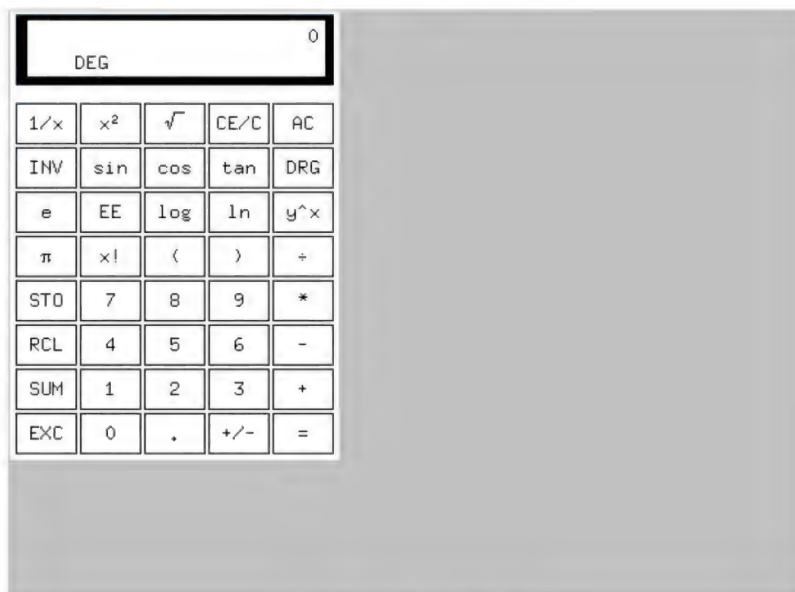 0
DEG
1/x x² √ CE/C AC
INV sin cos tan DRG
e EE log ln y^x
π x! ( ) ÷
STO 7 8 9 *
RCL 4 5 6 -
SUM 1 2 3 +
EXC 0 . +/- =